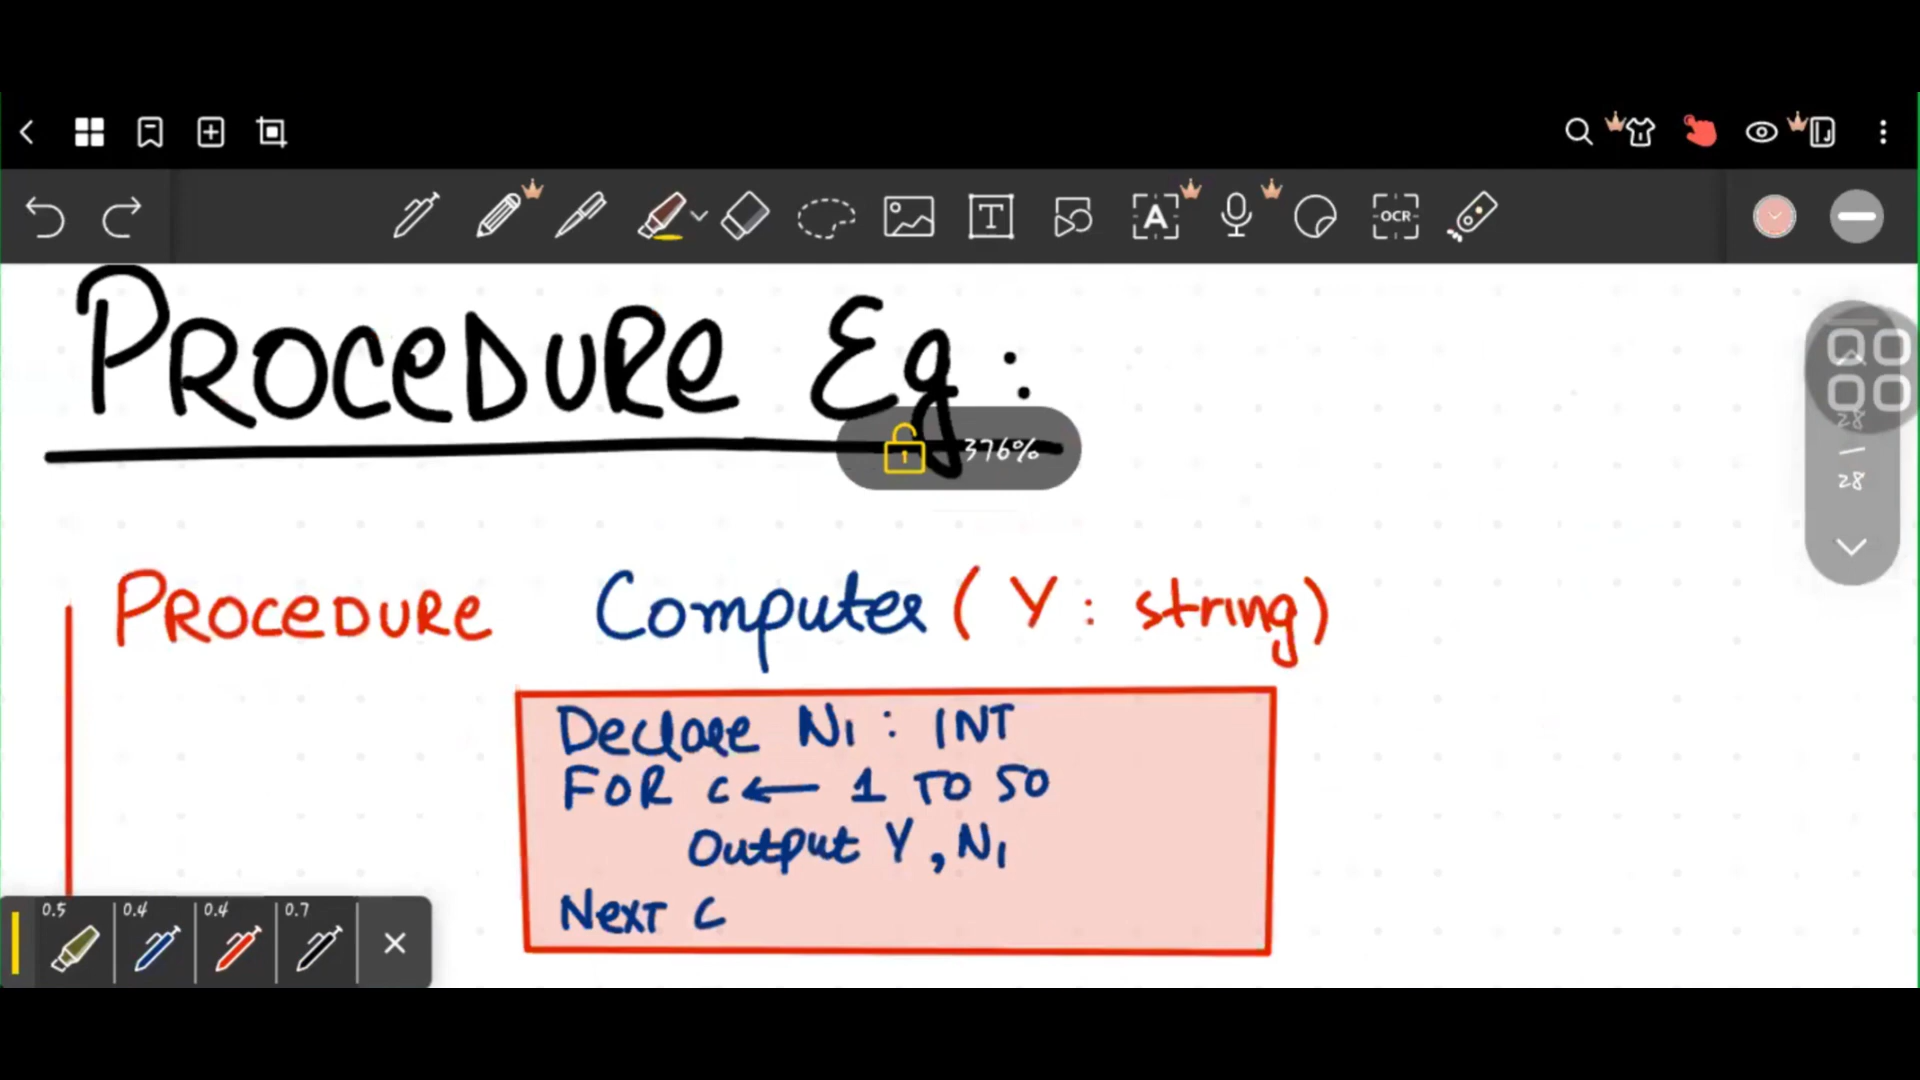 A
T
OCR
PROCEDURE Eg :
376%
28
28
PROCEDURE Computer ( Y : string)
Declare N1 : INT
FOR c ← 1 TO 50
Output Y , N1
Next C
0.5 0.4 0.4 0.7